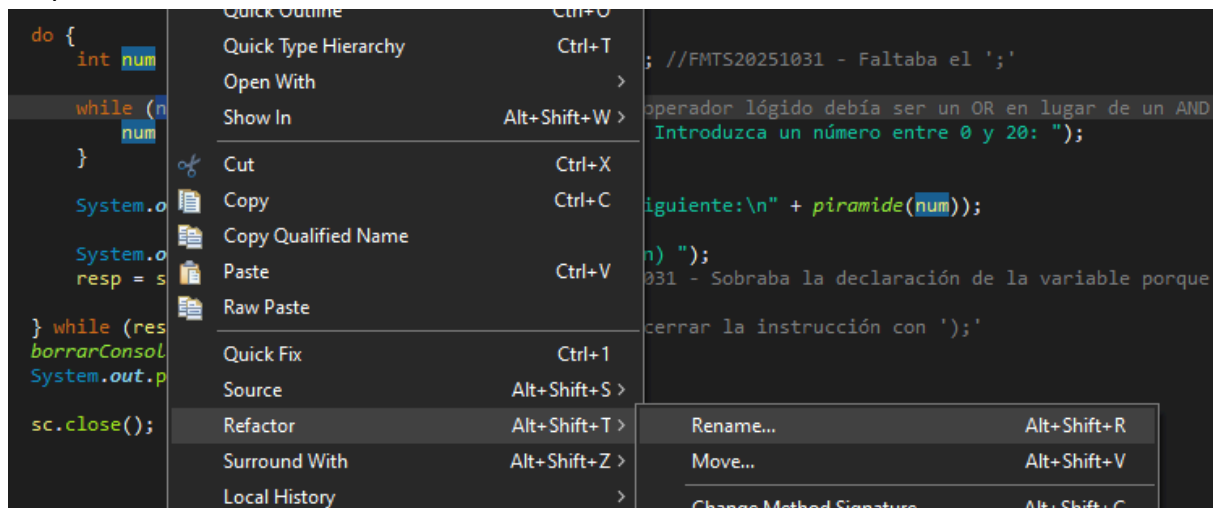 Quick Outline Ctrl+O
do {
Quick Type Hierarchy Ctrl+T
int num ; //FMTS20251031 - Faltaba el ';'
Open With >
while (n operador lógido debía ser un OR en lugar de un AND
Show In Alt+Shift+W >
num Introduzca un número entre 0 y 20: ");
}
Cut Ctrl+X
System.o iguiente:\n" + piramide(num));
Copy Ctrl+C
Copy Qualified Name
System.o n) ");
Paste Ctrl+V
resp = s 031 - Sobraba la declaración de la variable porque
Raw Paste
} while (res cerrar la instrucción con ');'
borrarConsol
Quick Fix Ctrl+1
System.out.p
Source Alt+Shift+S >
sc.close();
Refactor Alt+Shift+T >
Rename... Alt+Shift+R
Surround With Alt+Shift+Z >
Move... Alt+Shift+V
Local History >
Change Method Signature Alt+Shift+C